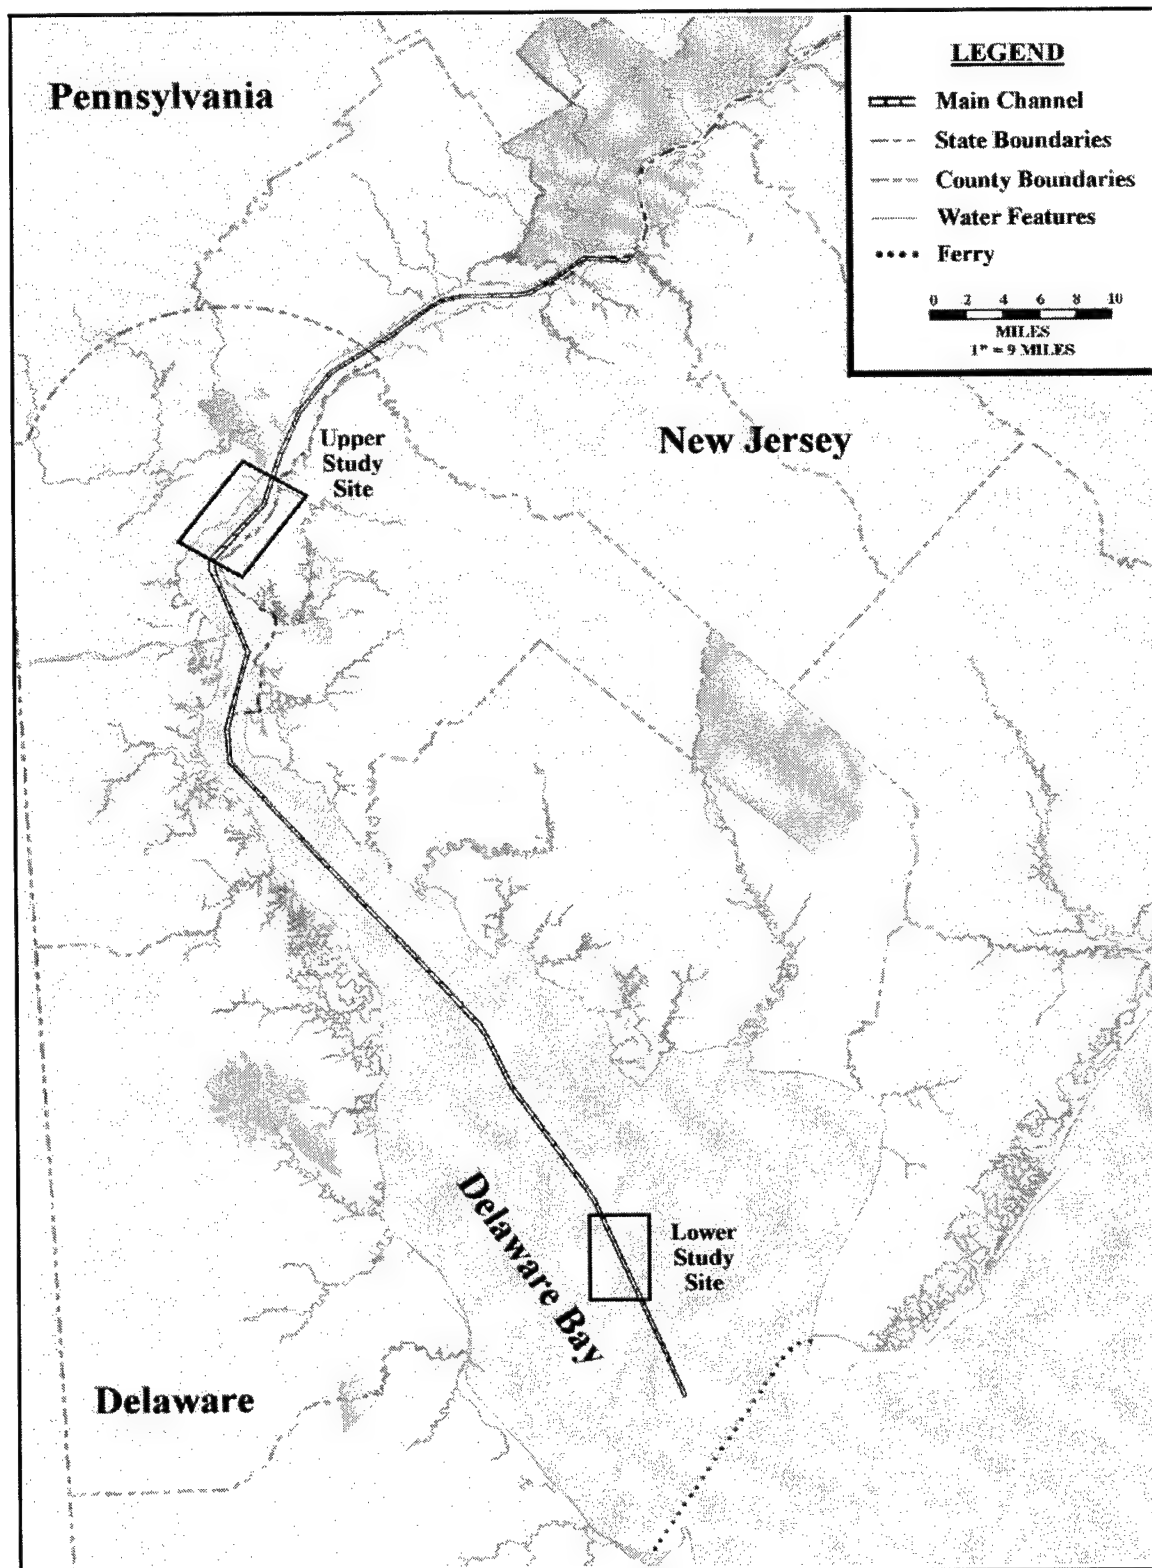 Pennsylvania
LEGEND
Main Channel
State Boundaries
County Boundaries
Water Features
Ferry
0 2 4 6 8 10
MILES
1" = 9 MILES
Upper
Study
Site
New Jersey
Delaware Bay
Lower
Study
Site
Delaware